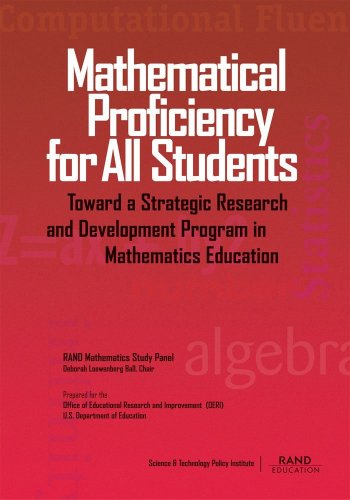 Computational Fluen
Mathematical
Proficiency
for All Students
Toward a Strategic Research
and Development Program in
Mathematics Education
Statistics
algebra
RAND Mathematics Study Panel
Deborah Loewenberg Ball, Chair
Prepared for the
Office of Educational Research and Improvement (OERI)
U.S. Department of Education
Science & Technology Policy Institute
RAND
EDUCATION